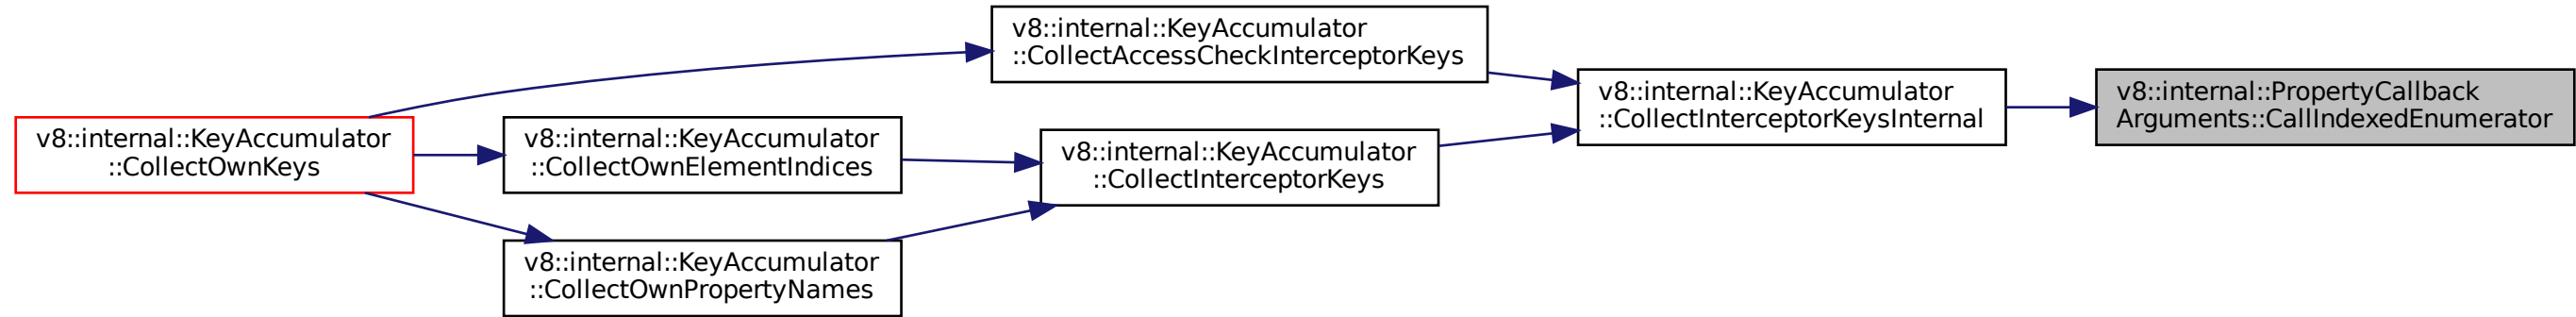 v8::internal::KeyAccumulator
::CollectOwnKeys
v8::internal::KeyAccumulator
::CollectAccessCheckInterceptorKeys
v8::internal::KeyAccumulator
::CollectOwnElementIndices
v8::internal::KeyAccumulator
::CollectOwnPropertyNames
v8::internal::KeyAccumulator
::CollectInterceptorKeys
v8::internal::KeyAccumulator
::CollectInterceptorKeysInternal
v8::internal::PropertyCallback
Arguments::CallIndexedEnumerator